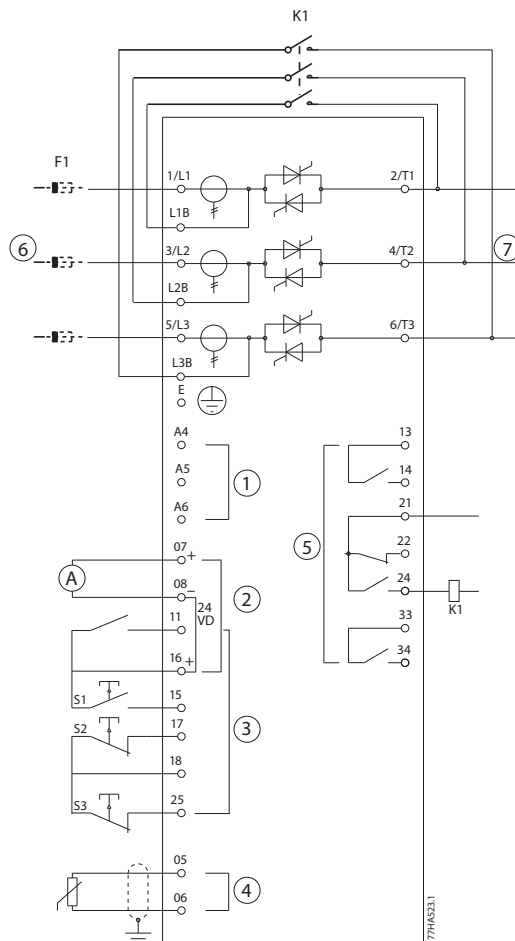 K1
F1
1/L1
2/T1
L1B
6
3/L2
4/T2
7
L2B
5/L3
6/T3
L3B
E
A4
13
A5
1
14
A6
21
07
+
5
22
A
08
–
2
24
24
VD
K1
11
33
16
+
34
S1
15
S2
17
3
18
S3
25
05
4
06
77HA523.1